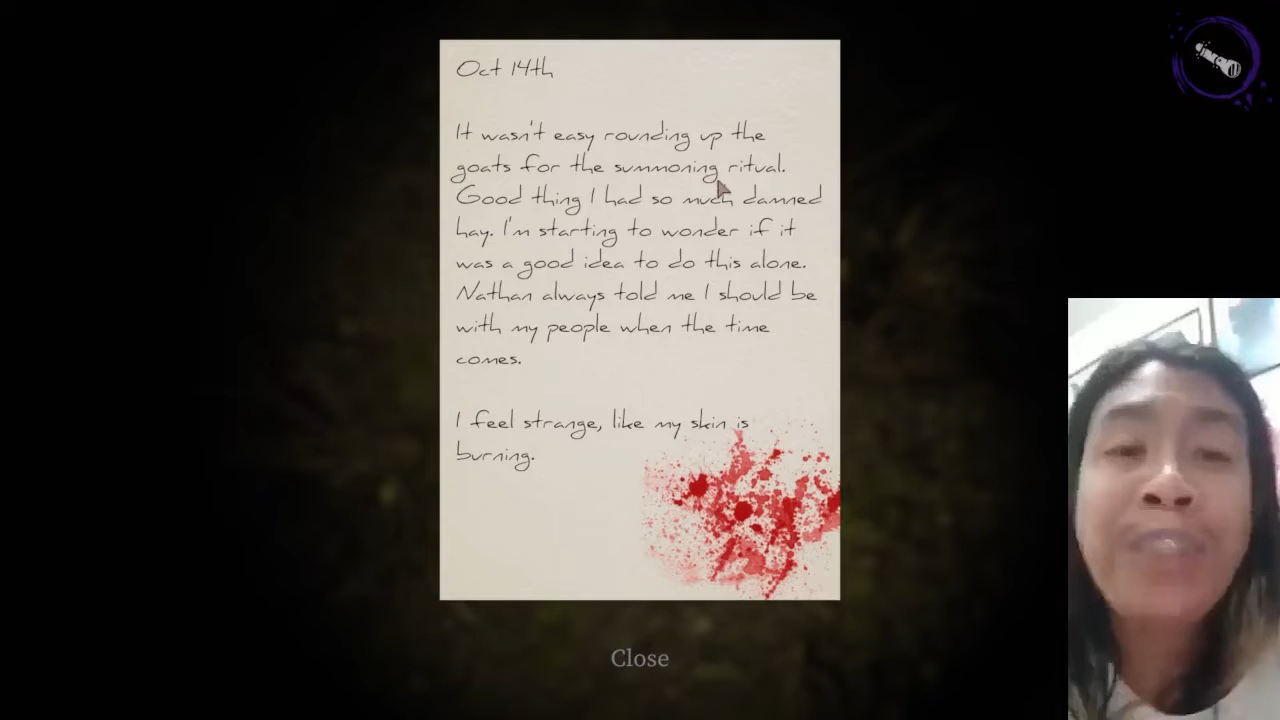 Oct 14th
It wasn't easy rounding up the
goats for the summoning ritual.
Good thing I had so much damned
hay. I'm starting to wonder if it
was a good idea to do this alone.
Nathan always told me I should be
with my people when the time
comes.
I feel strange, like my skin is
burning.
Close